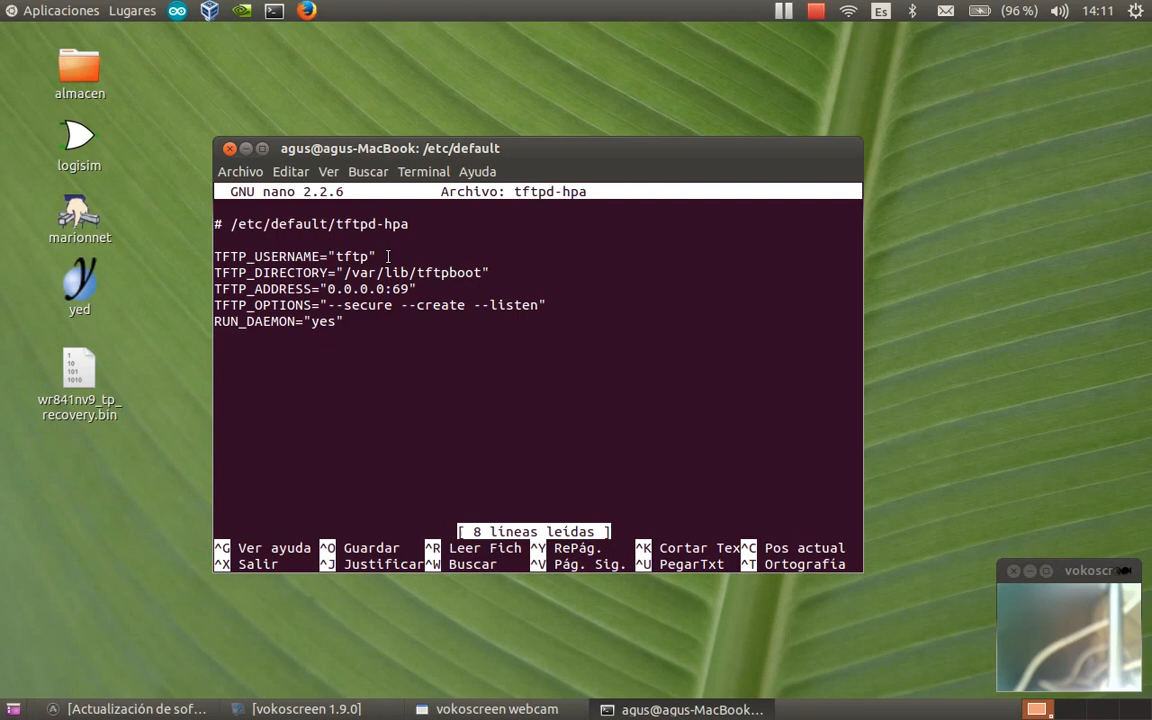 Aplicaciones Lugares Es (96 %) 14:11
almacen
logisim
marionnet
yed
wr841nv9_tp_
recovery.bin
agus@agus-MacBook: /etc/default
Archivo Editar Ver Buscar Terminal Ayuda
GNU nano 2.2.6 Archivo: tftpd-hpa
# /etc/default/tftpd-hpa
TFTP_USERNAME="tftp"
TFTP_DIRECTORY="/var/lib/tftpboot"
TFTP_ADDRESS="0.0.0.0:69"
TFTP_OPTIONS="--secure --create --listen"
RUN_DAEMON="yes"
[ 8 líneas leídas ]
^G Ver ayuda ^O Guardar ^R Leer Fich ^Y RePág. ^K Cortar Tex ^C Pos actual
^X Salir ^J Justificar ^W Buscar ^V Pág. Sig. ^U PegarTxt ^T Ortografía
vokoscr
[Actualización de sof... [vokoscreen 1.9.0] vokoscreen webcam agus@agus-MacBook...